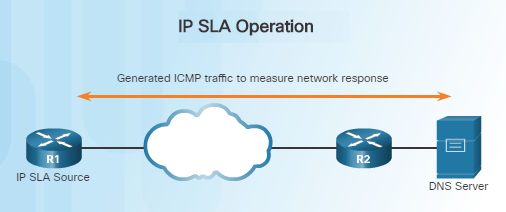 IP SLA Operation
Generated ICMP traffic to measure network response
R1
R2
IP SLA Source
DNS Server